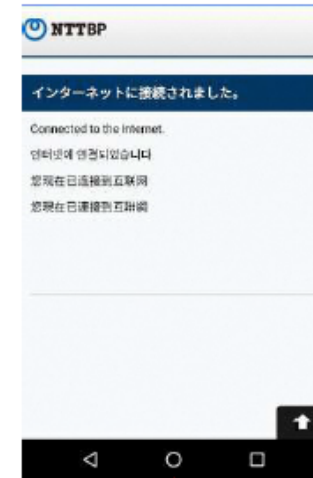 NTTBP
インターネットに接続されました。
Connected to the Internet.
인터넷에 연결되었습니다
您现在已连接到互联网
您現在已連接到互聯網